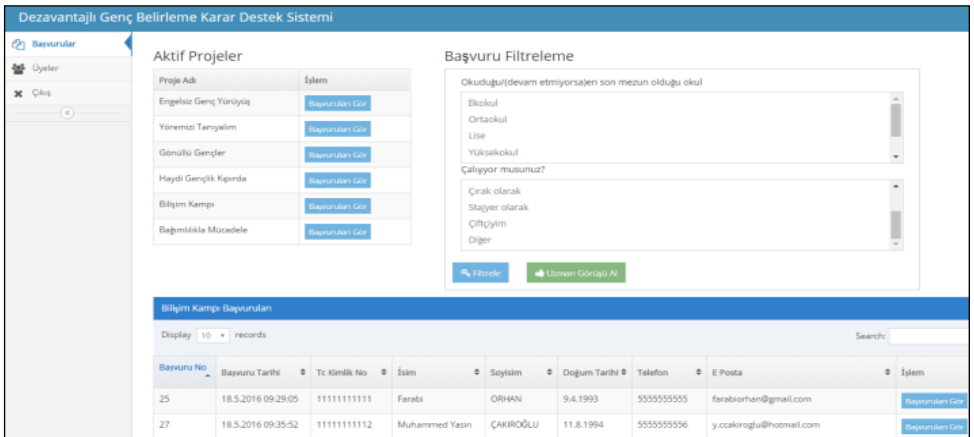 Dezavantajlı Genç Belirleme Karar Destek Sistemi
Başvurular
Üyeler
Çıkış
Aktif Projeler
Proje Adı İşlem
Engelsiz Genç Yürüyüş Başvuruları Gör
Yöremizi Tanıyalım Başvuruları Gör
Gönüllü Gençler Başvuruları Gör
Haydi Gençlik Kıpırda Başvuruları Gör
Bilişim Kampı Başvuruları Gör
Bağımlılıkla Mücadele Başvuruları Gör
Başvuru Filtreleme
Okuduğu/(devam etmiyorsa)en son mezun olduğu okul
İlkokul
Ortaokul
Lise
Yüksekokul
Çalışıyor musunuz?
Çırak olarak
Stajyer olarak
Çiftçiyim
Diğer
Filtrele Uzman Görüşü Al
Bilişim Kampı Başvuruları
Display 10 records Search:
Başvuru No Başvuru Tarihi Tc Kimlik No İsim Soyisim Doğum Tarihi Telefon E Posta İşlem
25 18.5.2016 09:29:05 11111111111 Farabi ORHAN 9.4.1993 5555555555 farabiorhan@gmail.com Başvuruları Gör
27 18.5.2016 09:35:52 11111111112 Muhammed Yasin ÇAKIROĞLU 11.8.1994 5555555556 y.ccakiroglu@hotmail.com Başvuruları Gör